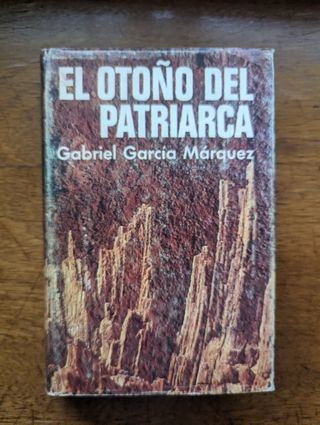 EL OTOÑO DEL
PATRIARCA
Gabriel García Márquez